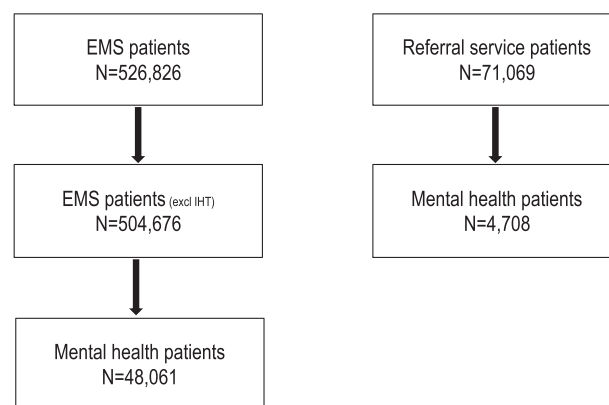 EMS patients
N=526,826
EMS patients (excl IHT)
N=504,676
Mental health patients
N=48,061
Referral service patients
N=71,069
Mental health patients
N=4,708